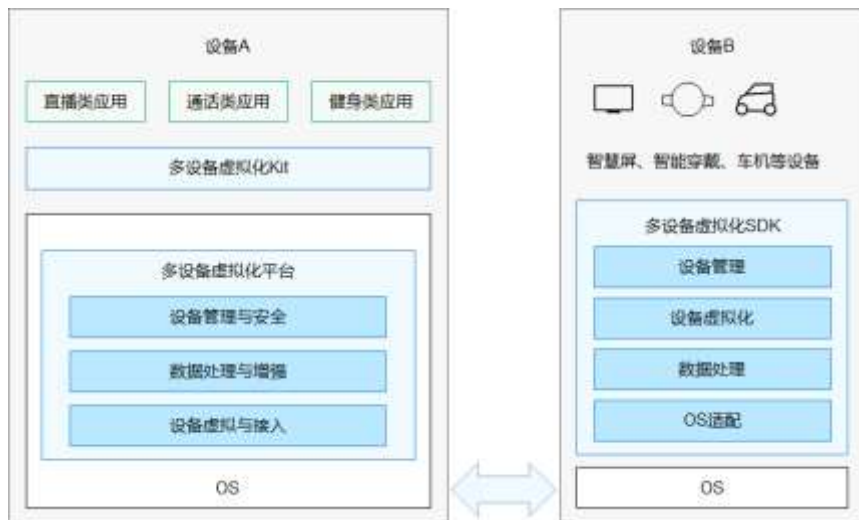 设备A
直播类应用
通话类应用
健身类应用
多设备虚拟化Kit
多设备虚拟化平台
设备管理与安全
数据处理与增强
设备虚拟与接入
OS
设备B
智慧屏、智能穿戴、车机等设备
多设备虚拟化SDK
设备管理
设备虚拟化
数据处理
OS适配
OS